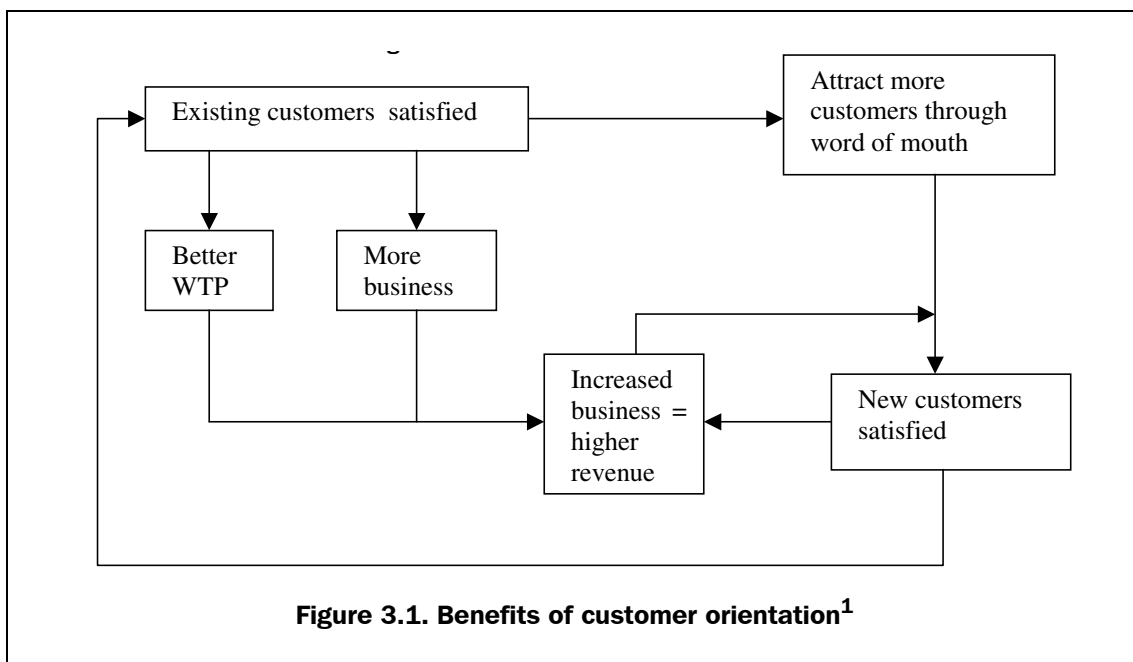 Existing customers satisfied
Attract more
customers through
word of mouth
Better
WTP
More
business
Increased
business =
higher
revenue
New customers
satisfied
Figure 3.1. Benefits of customer orientation1